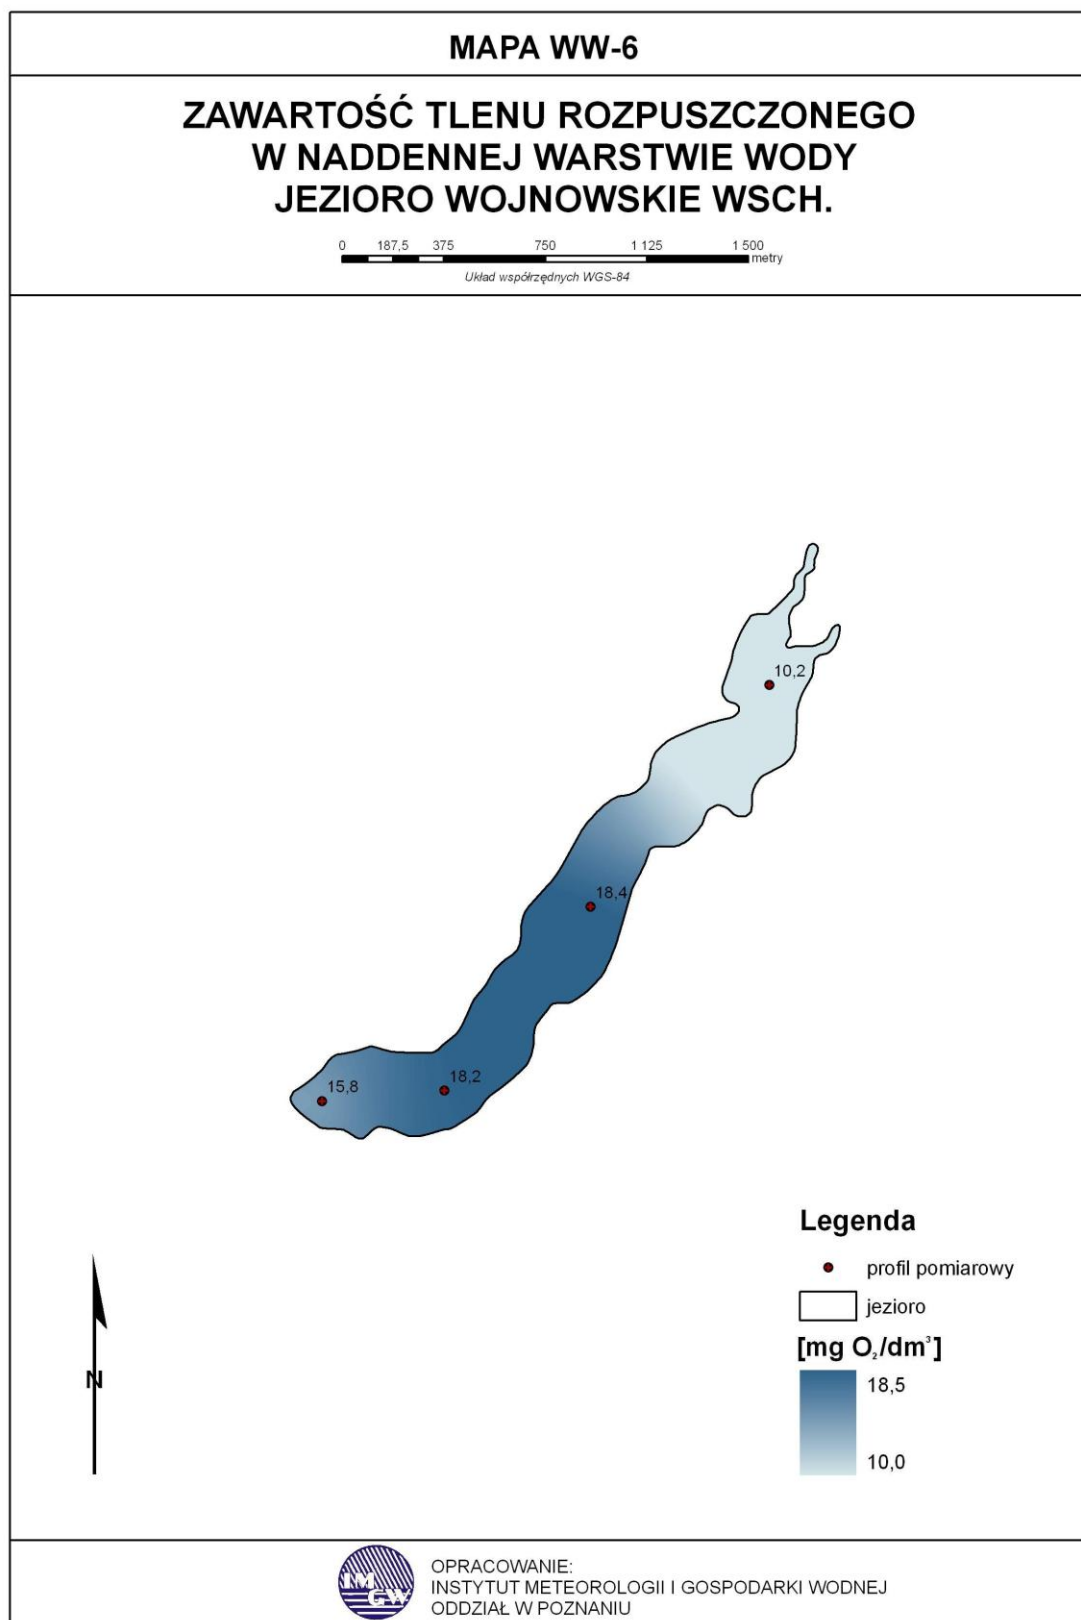 MAPA WW-6
ZAWARTOŚĆ TLENU ROZPUSZCZONEGO
W NADDENNEJ WARSTWIE WODY
JEZIORO WOJNOWSKIE WSCH.
0 187,5 375 750 1 125 1 500
metry
Układ współrzędnych WGS-84
10,2
18,4
18,2
15,8
Legenda
profil pomiarowy
jezioro
[mg O₂/dm³]
18,5
10,0
N
IM
GW
OPRACOWANIE:
INSTYTUT METEOROLOGII I GOSPODARKI WODNEJ
ODDZIAŁ W POZNANIU